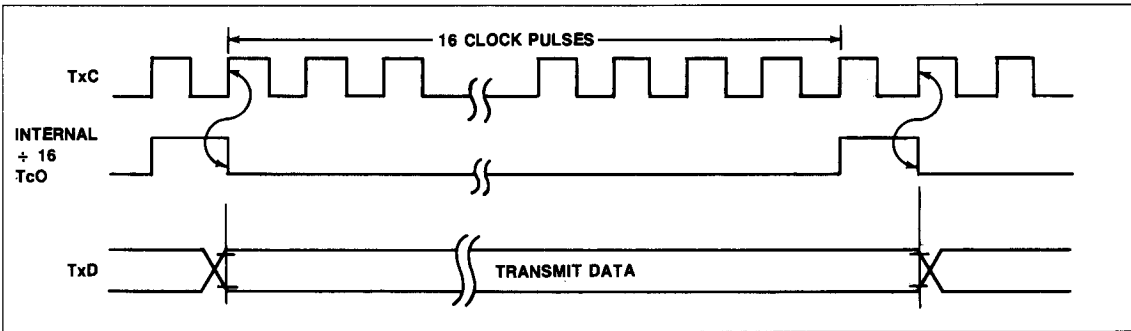 16 CLOCK PULSES
TxC
INTERNAL
÷ 16
TcO
TxD
TRANSMIT DATA